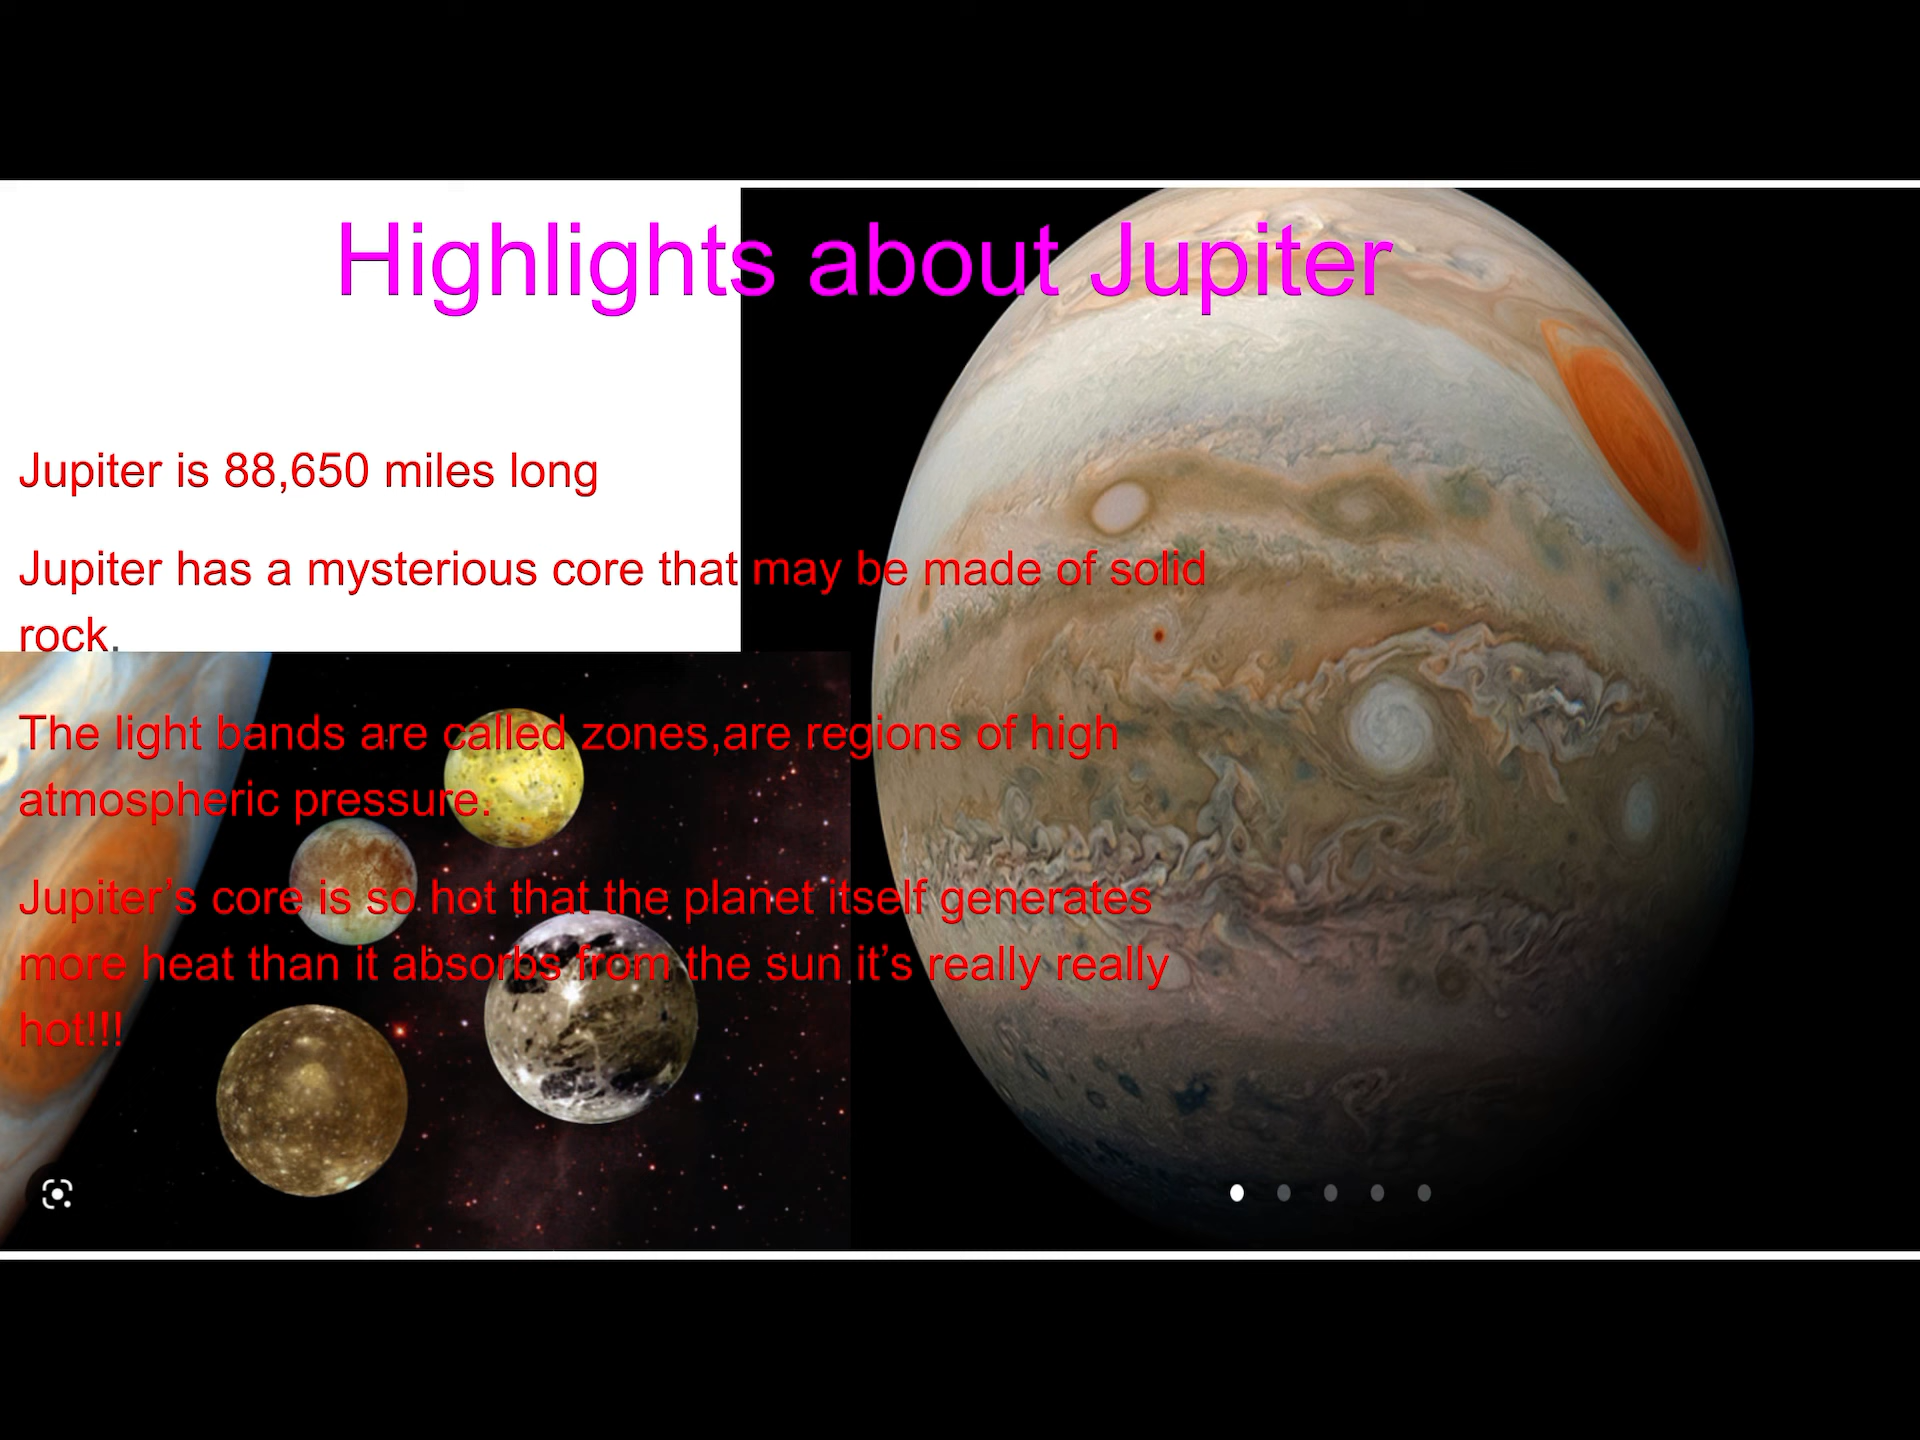 Highlights about Jupiter
Jupiter is 88,650 miles long
Jupiter has a mysterious core that may be made of solid
rock.
The light bands are called zones,are regions of high
atmospheric pressure.
Jupiter’s core is so hot that the planet itself generates
more heat than it absorbs from the sun it’s really really
hot!!!